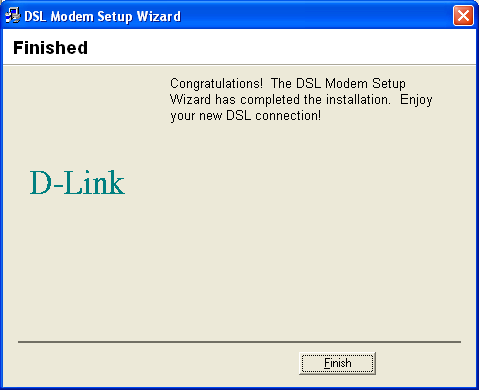 DSL Modem Setup Wizard
Finished
Congratulations!  The DSL Modem Setup
Wizard has completed the installation.  Enjoy
your new DSL connection!
D-Link
Finish